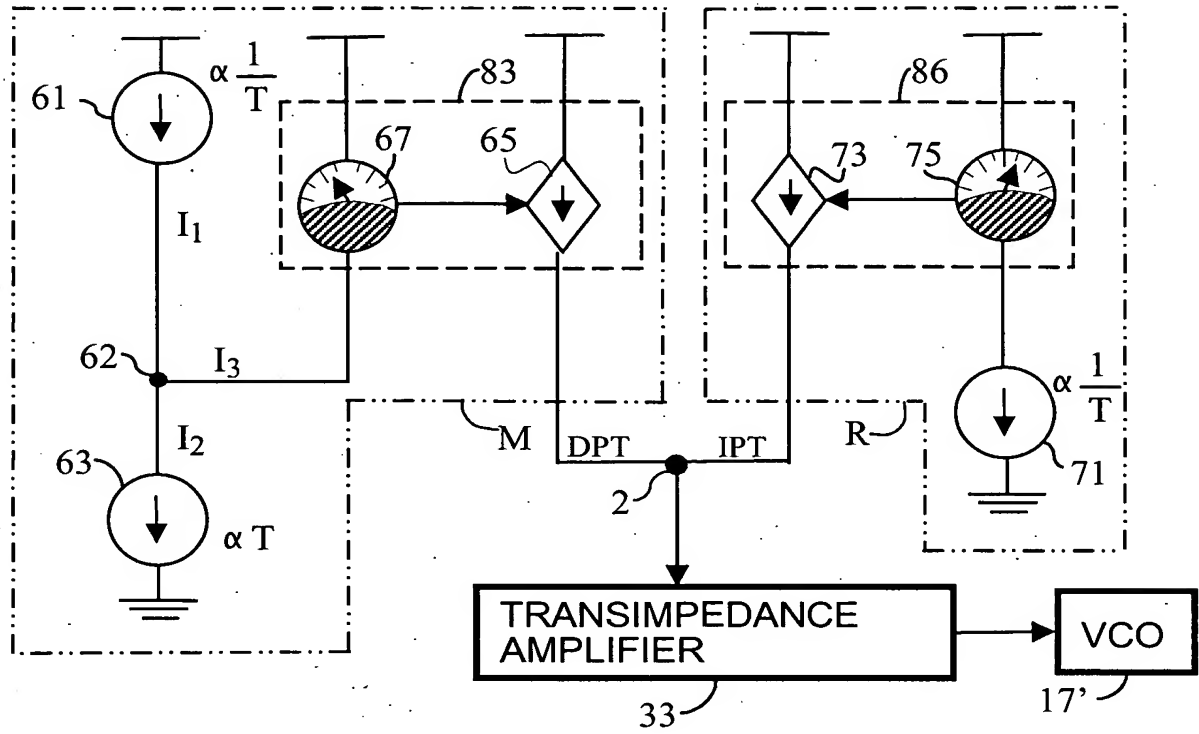 61
α 1/T
83
67
65
86
73
75
I₁
62
I₃
I₂
63
α T
M
DPT
IPT
R
2
α 1/T
71
TRANSIMPEDANCE
AMPLIFIER
VCO
33
17'